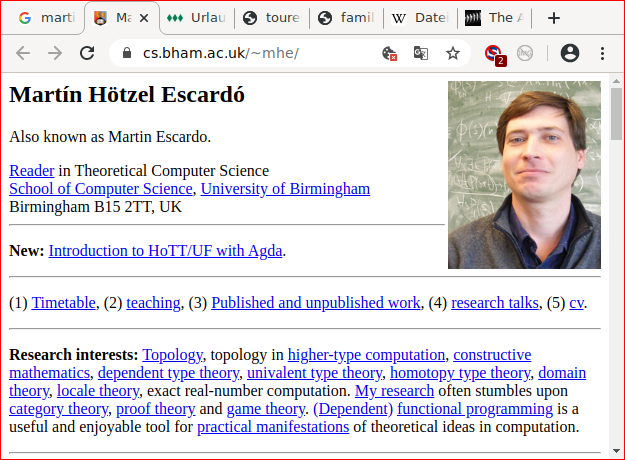 marti
Ma
Urlau
toure
famil
Datei
The A
cs.bham.ac.uk/~mhe/
2
Martín Hötzel Escardó
Also known as Martin Escardo.
Reader in Theoretical Computer Science
School of Computer Science, University of Birmingham
Birmingham B15 2TT, UK
New: Introduction to HoTT/UF with Agda.
(1) Timetable, (2) teaching, (3) Published and unpublished work, (4) research talks, (5) cv.
Research interests: Topology, topology in higher-type computation, constructive
mathematics, dependent type theory, univalent type theory, homotopy type theory, domain
theory, locale theory, exact real-number computation. My research often stumbles upon
category theory, proof theory and game theory. (Dependent) functional programming is a
useful and enjoyable tool for practical manifestations of theoretical ideas in computation.